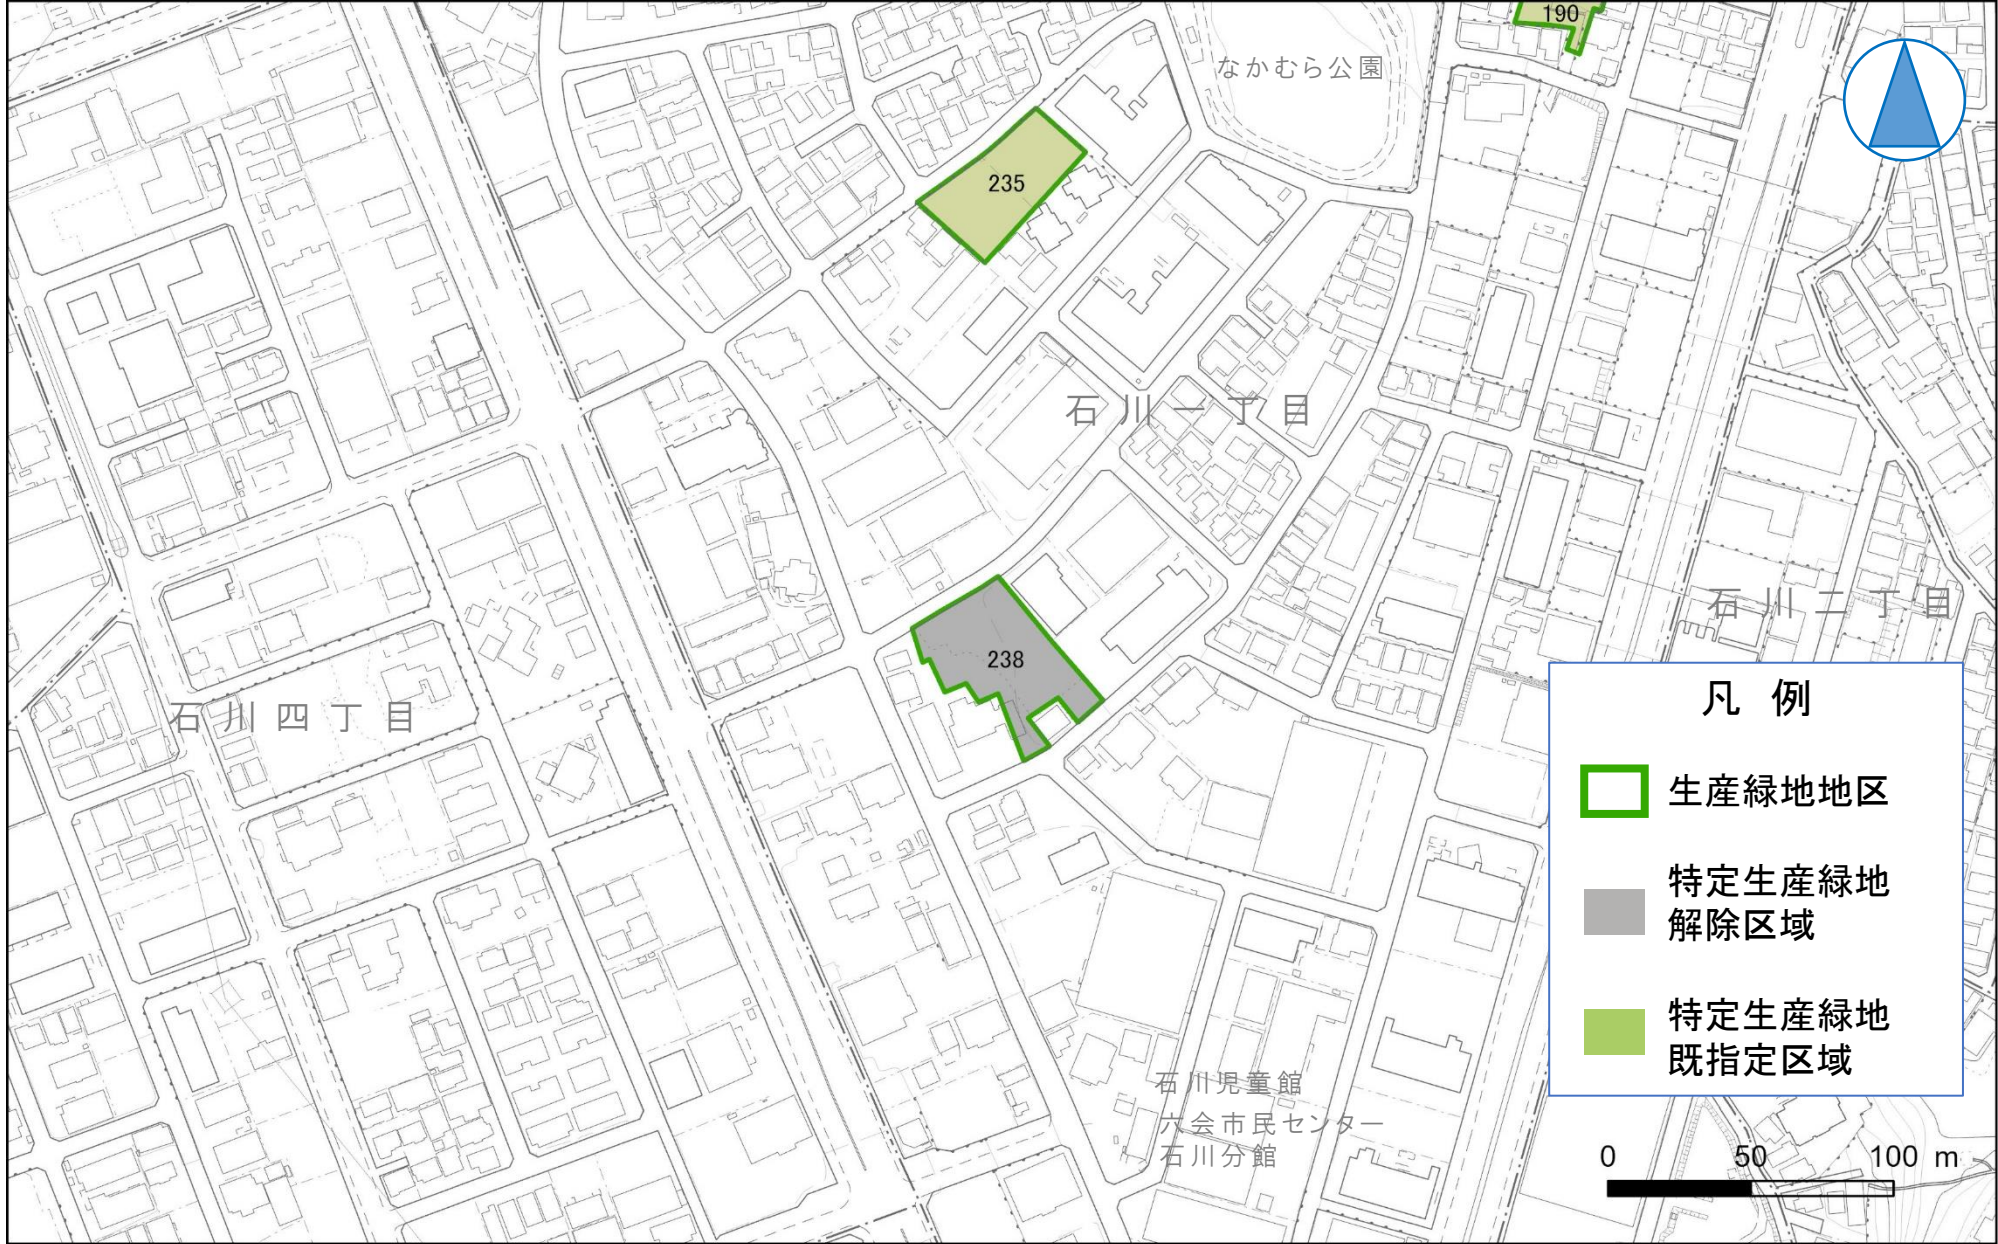 190
なかむら公園
235
石川一丁目
石川二丁目
238
石川四丁目
凡 例
生産緑地地区
特定生産緑地
解除区域
特定生産緑地
既指定区域
石川児童館
六会市民センター
石川分館
0 50 100 m